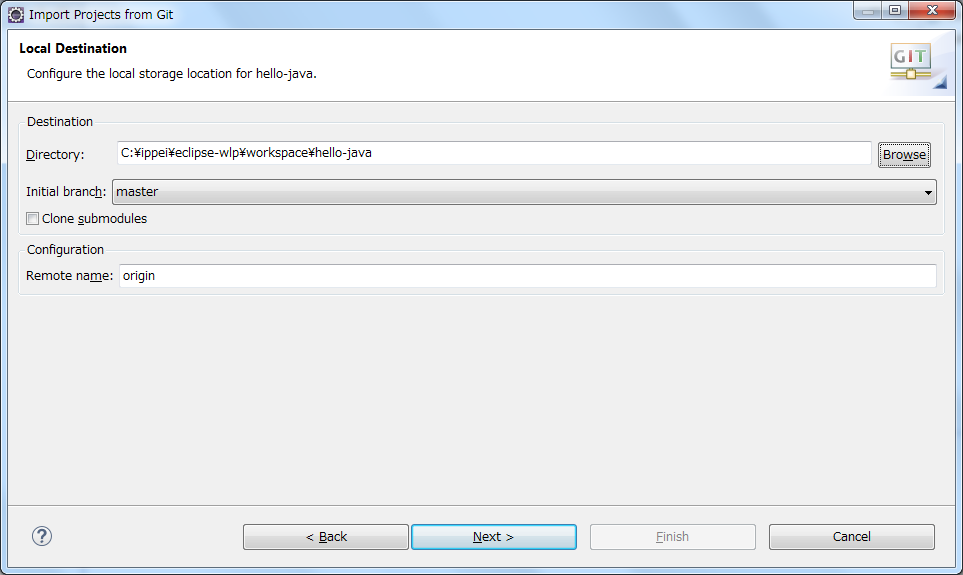 Import Projects from Git
Local Destination
Configure the local storage location for hello-java.
GIT
Destination
Directory: C:¥ippei¥eclipse-wlp¥workspace¥hello-java Browse
Initial branch: master
Clone submodules
Configuration
Remote name: origin
? < Back Next > Finish Cancel